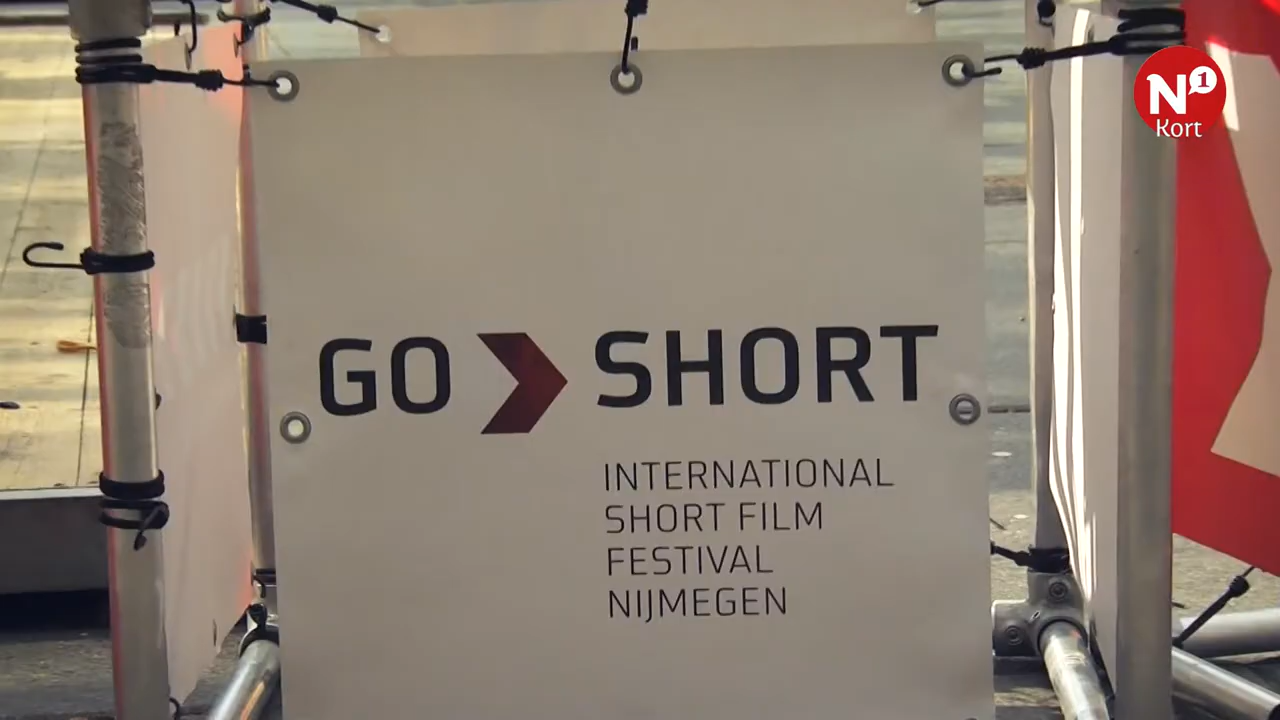 N1
Kort
GO SHORT
INTERNATIONAL
SHORT FILM
FESTIVAL
NIJMEGEN